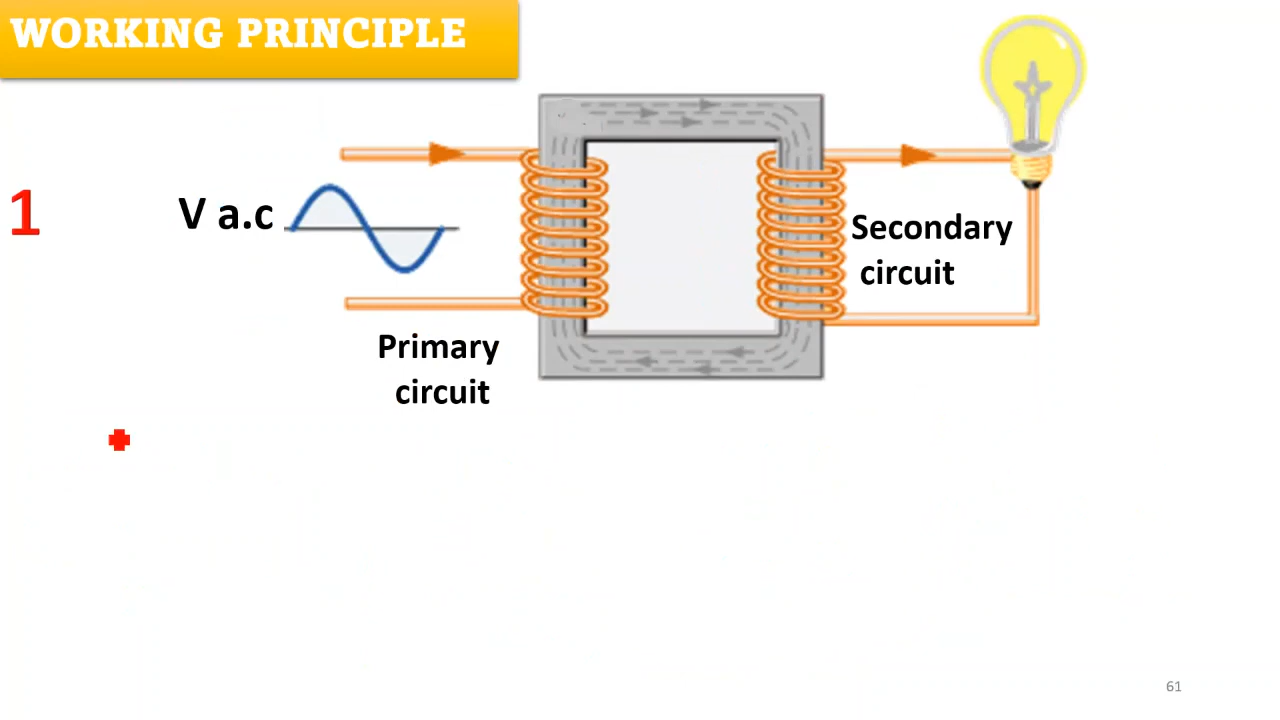 WORKING PRINCIPLE
1
V a.c
Secondary
circuit
Primary
circuit
61